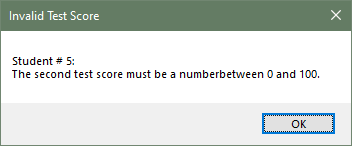 Invalid Test Score
Student # 5:
The second test score must be a numberbetween 0 and 100.
OK